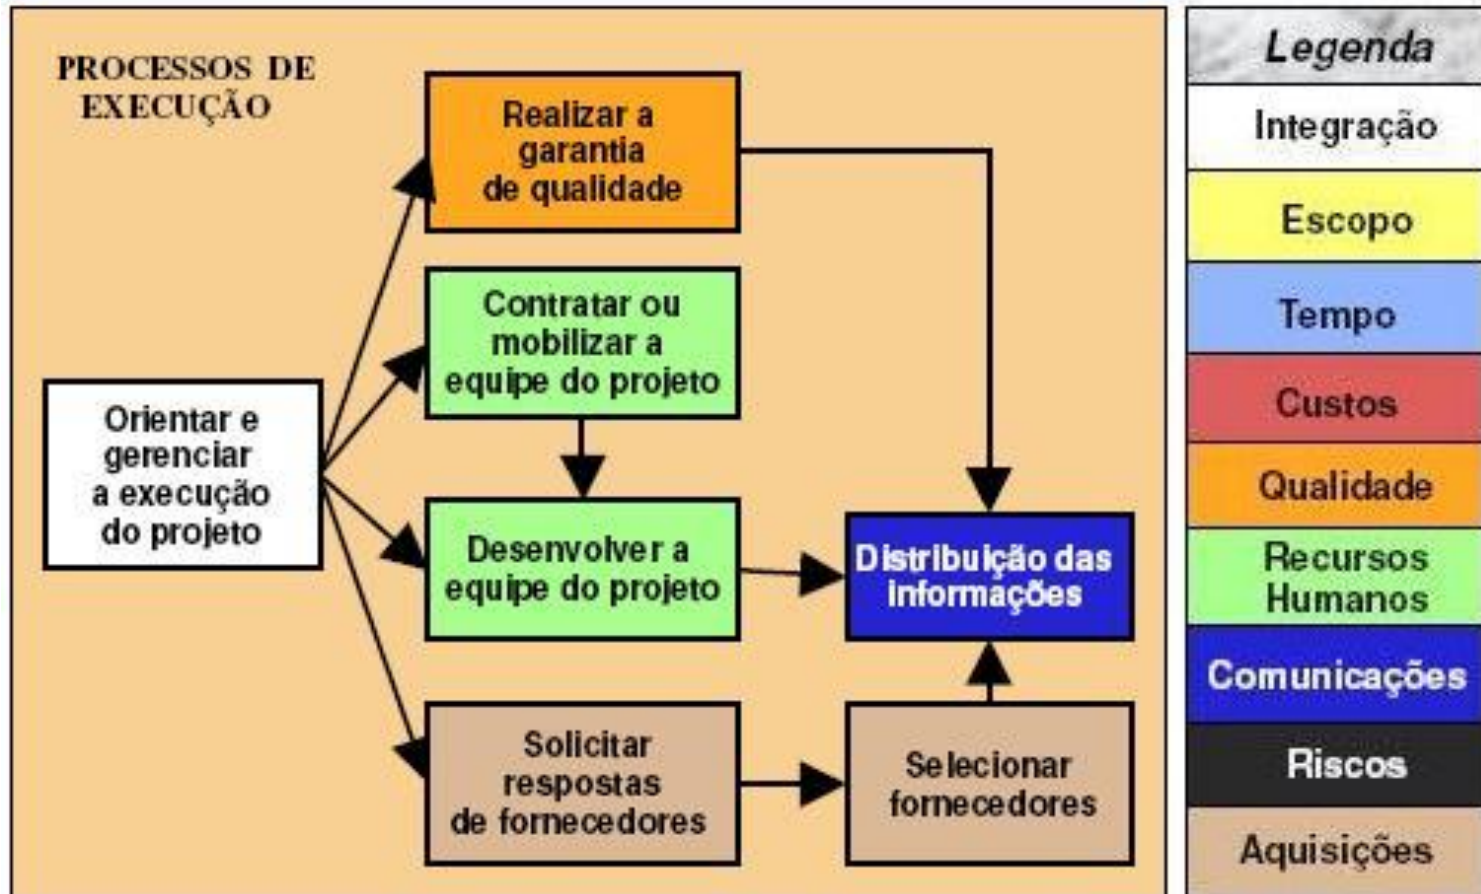 PROCESSOS DE
EXECUÇÃO
Realizar a
garantia
de qualidade
Contratar ou
mobilizar a
equipe do projeto
Orientar e
gerenciar
a execução
do projeto
Desenvolver a
equipe do projeto
Distribuição das
informações
Solicitar
respostas
de fornecedores
Selecionar
fornecedores
Legenda
Integração
Escopo
Tempo
Custos
Qualidade
Recursos
Humanos
Comunicações
Riscos
Aquisições